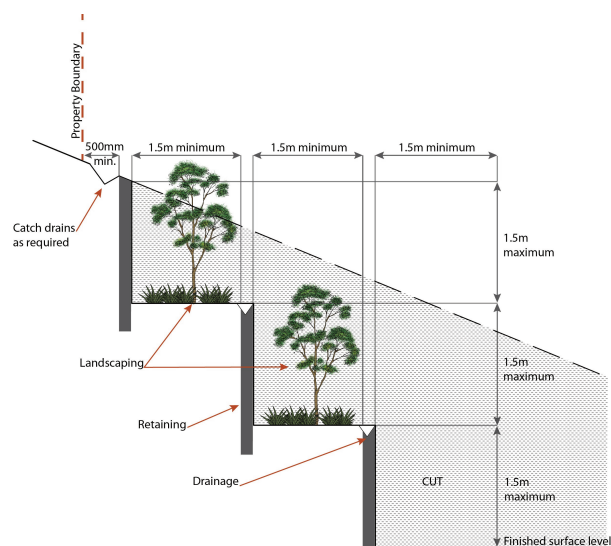 Property Boundary
500mm
min.
1.5m minimum
1.5m minimum
1.5m minimum
Catch drains
as required
1.5m
maximum
Landscaping
1.5m
maximum
Retaining
Drainage
CUT
1.5m
maximum
Finished surface level